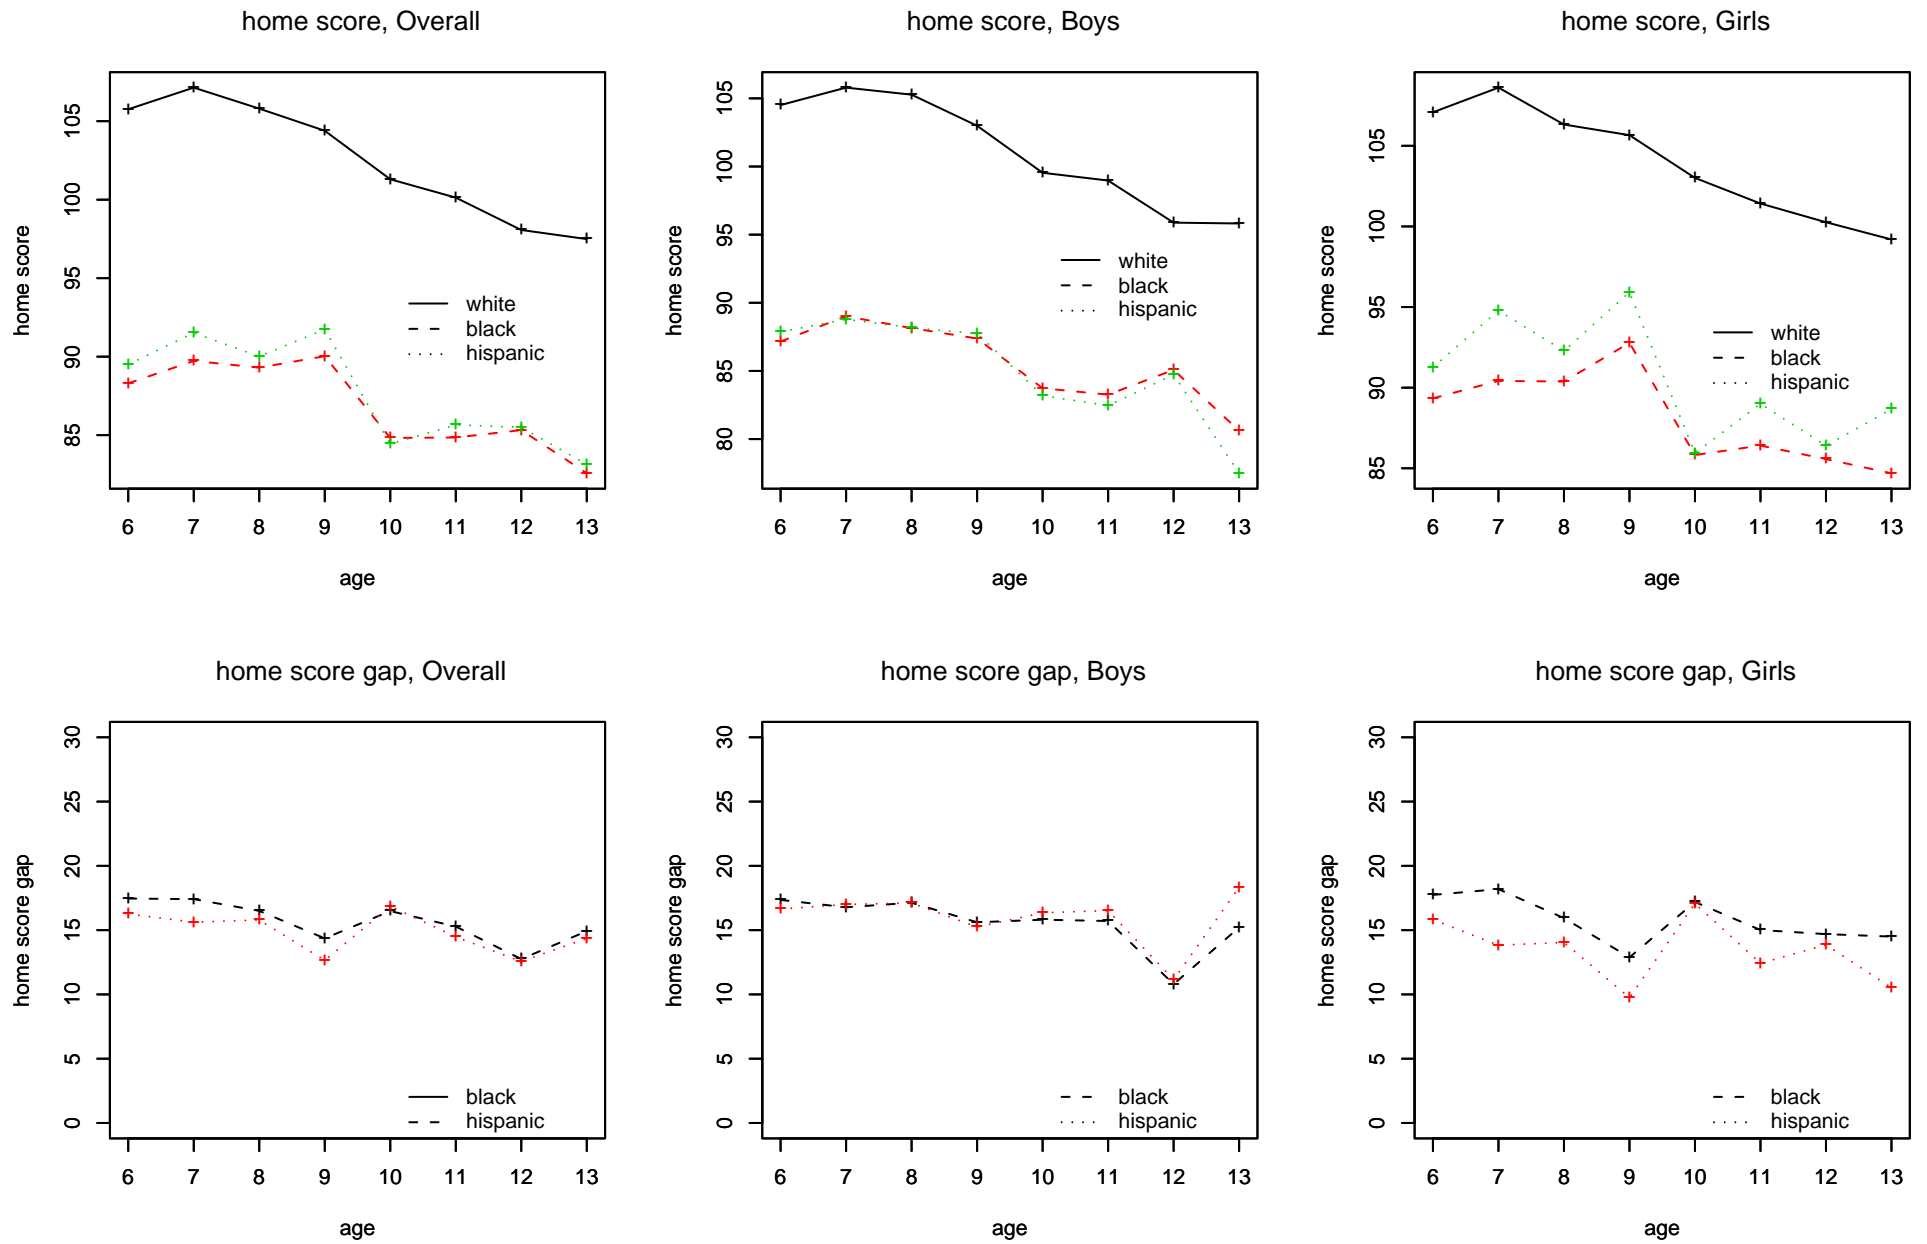 home score, Overall
home score
105
100
95
90
85
white
black
hispanic
6 7 8 9 10 11 12 13
age
home score, Boys
home score
105
100
95
90
85
80
white
black
hispanic
6 7 8 9 10 11 12 13
age
home score, Girls
home score
105
100
95
90
85
white
black
hispanic
6 7 8 9 10 11 12 13
age
home score gap, Overall
home score gap
30
25
20
15
10
5
0
black
hispanic
6 7 8 9 10 11 12 13
age
home score gap, Boys
home score gap
30
25
20
15
10
5
0
black
hispanic
6 7 8 9 10 11 12 13
age
home score gap, Girls
home score gap
30
25
20
15
10
5
0
black
hispanic
6 7 8 9 10 11 12 13
age